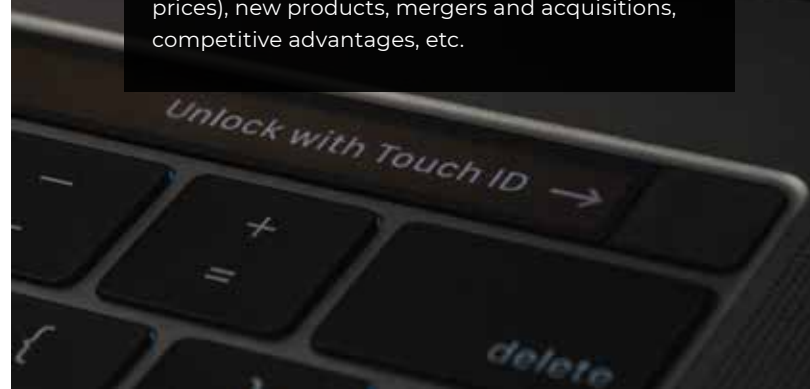 prices), new products, mergers and acquisitions,
competitive advantages, etc.
Unlock with Touch ID →
—
+
=
delete
{